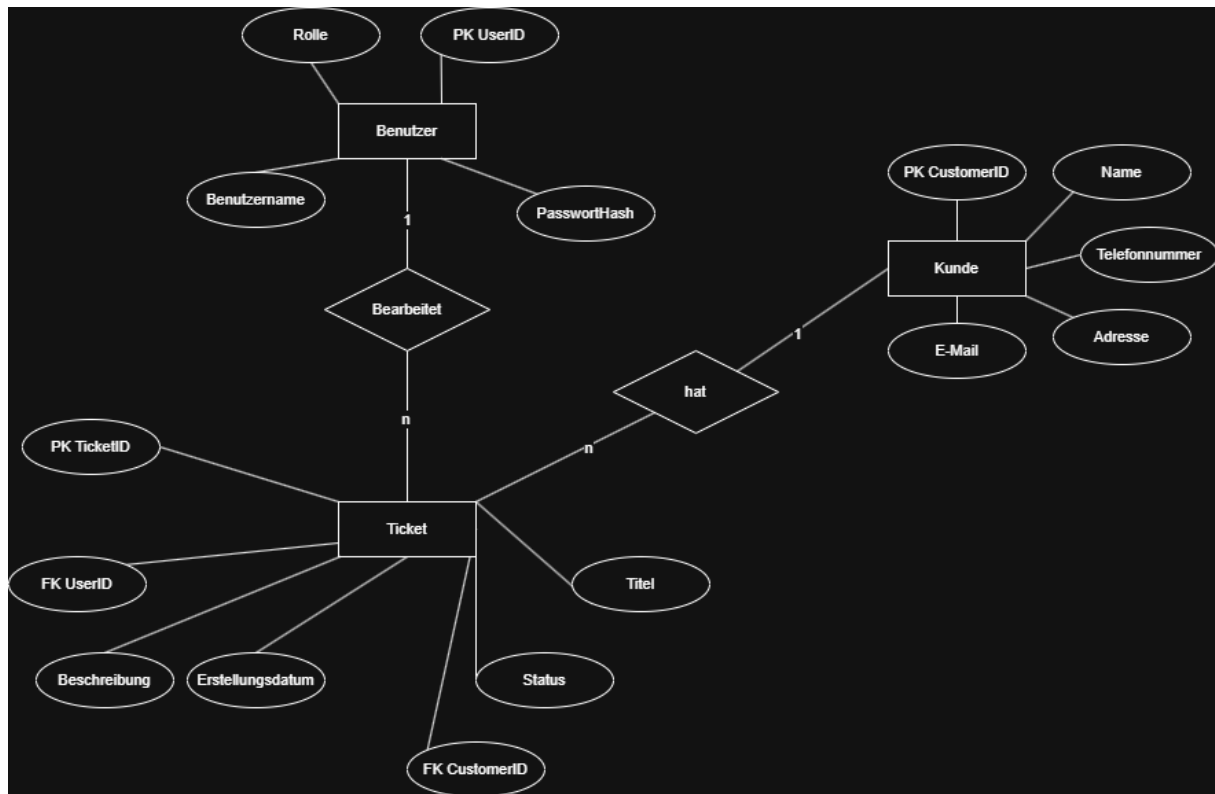 Rolle
PK UserID
Benutzer
Benutzername
PasswortHash
1
Bearbeitet
n
PK CustomerID
Name
Telefonnummer
Kunde
E-Mail
Adresse
1
hat
n
PK TicketID
Ticket
FK UserID
Titel
Beschreibung
Erstellungsdatum
Status
FK CustomerID